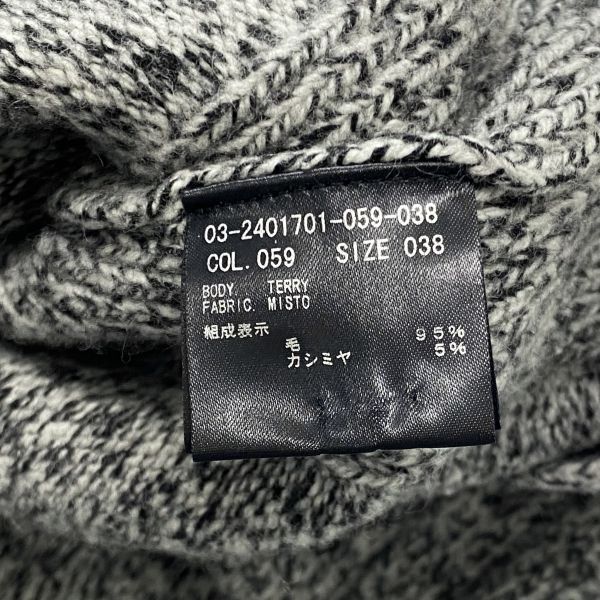 03-2401701-059-038
COL. 059 SIZE 038
BODY. TERRY
FABRIC. MISTO
組成表示
毛 95%
カシミヤ 5%